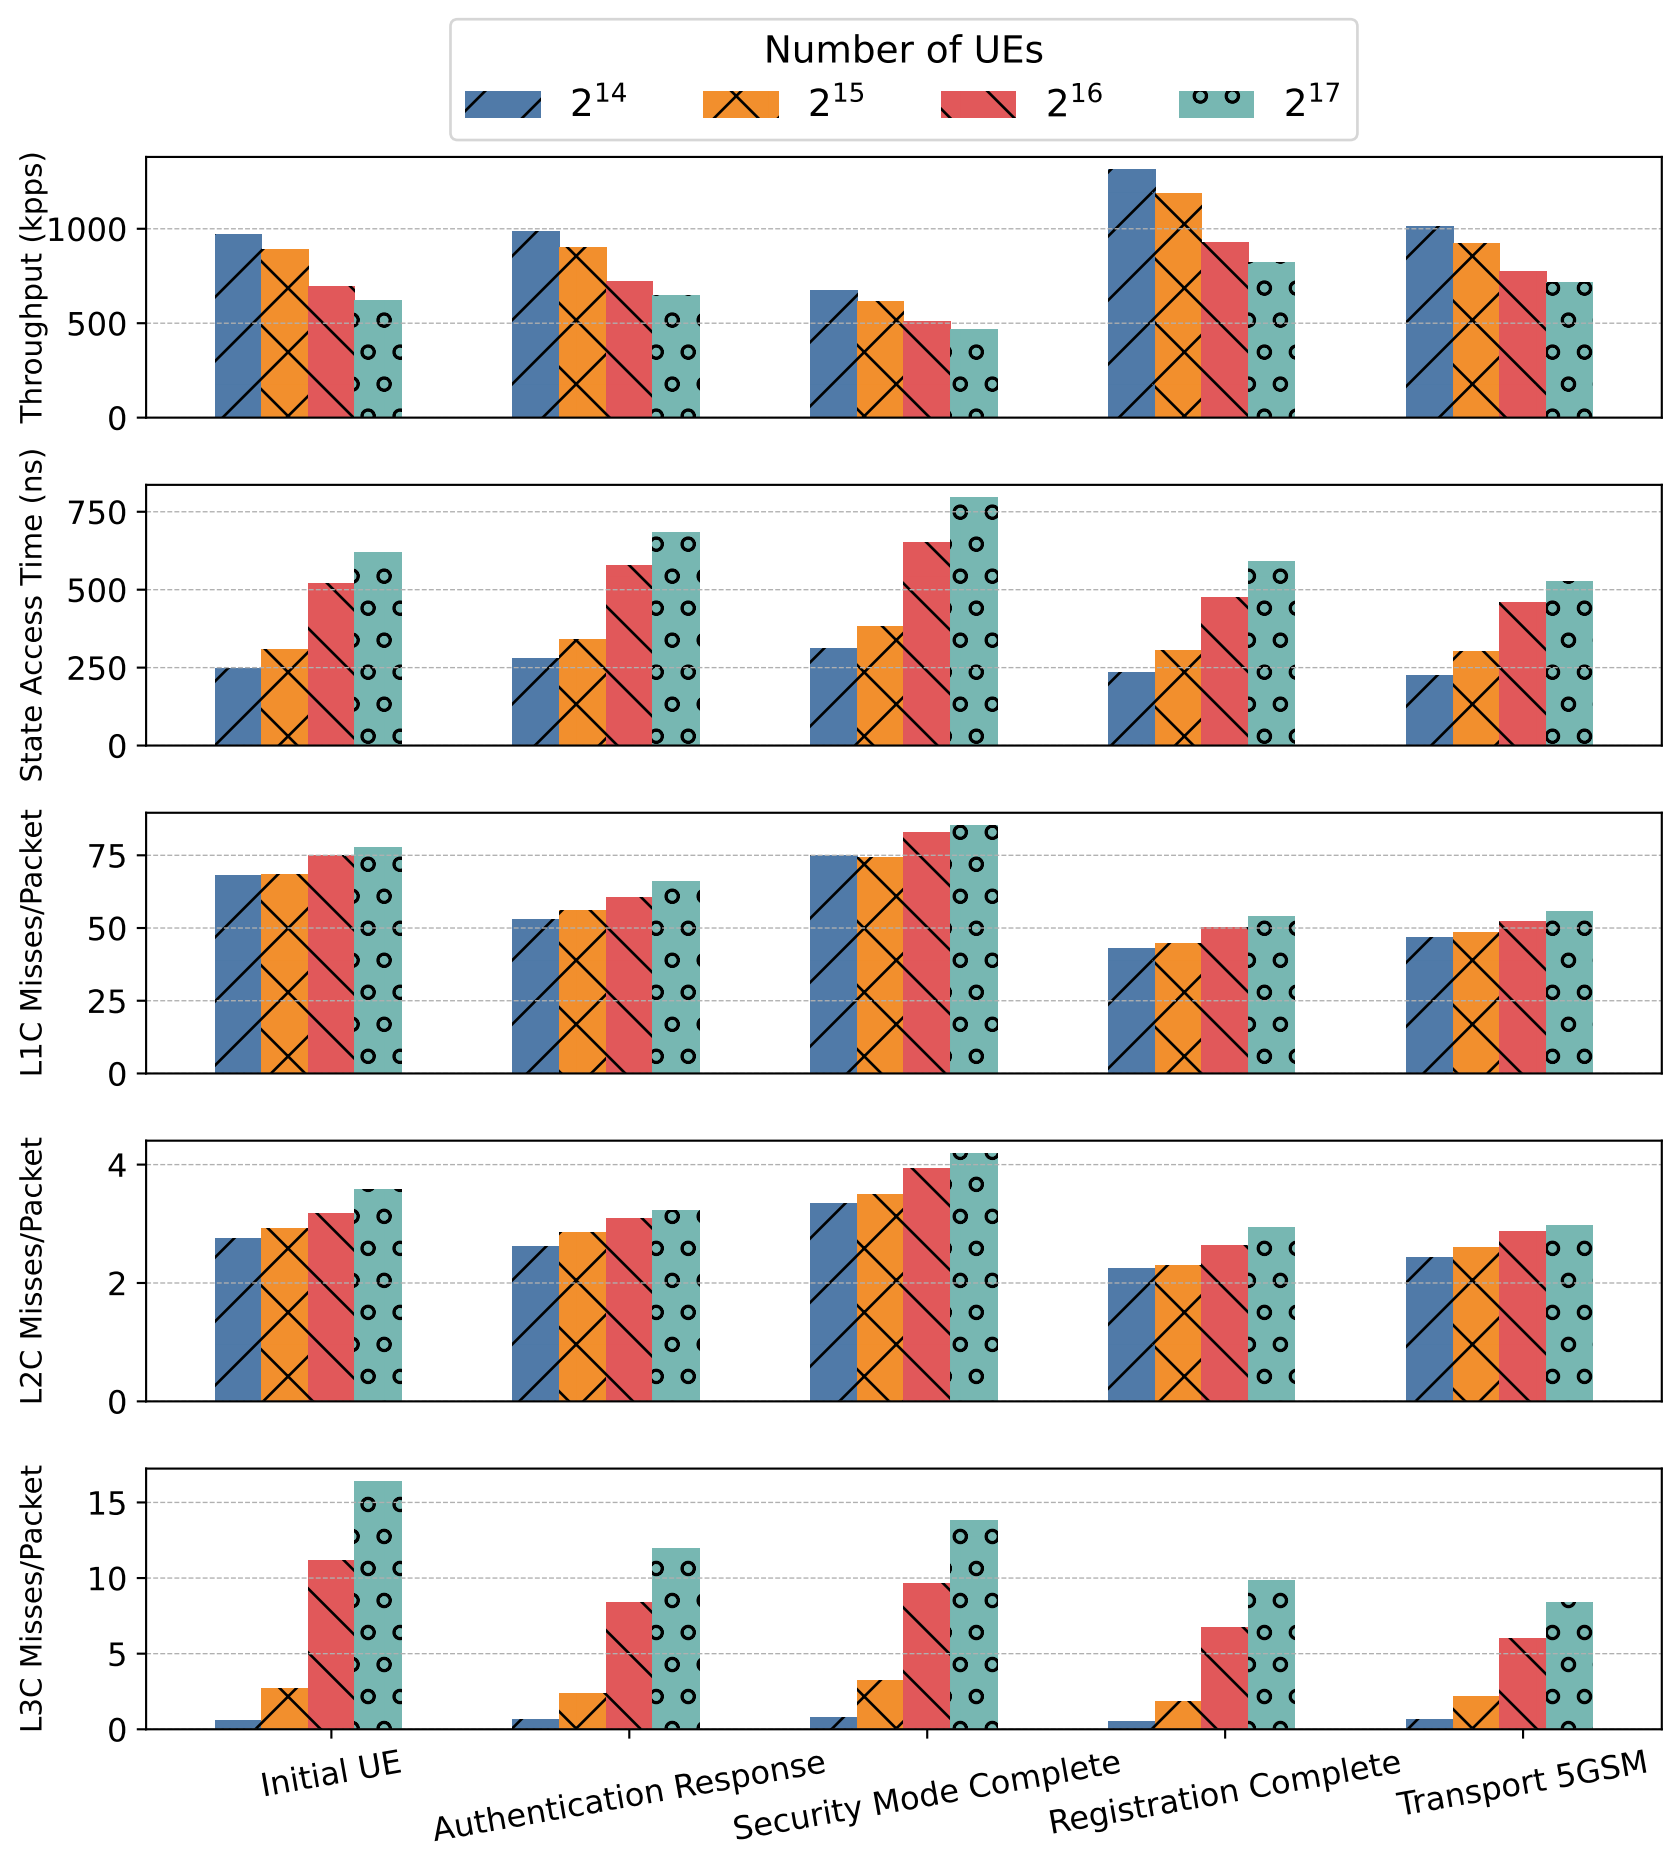 Number of UEs
2^14 2^15 2^16 2^17
Throughput (kpps)
1000
500
0
State Access Time (ns)
750
500
250
0
L1C Misses/Packet
75
50
25
0
L2C Misses/Packet
4
2
0
L3C Misses/Packet
15
10
5
0
Initial UE
Authentication Response
Security Mode Complete
Registration Complete
Transport 5GSM